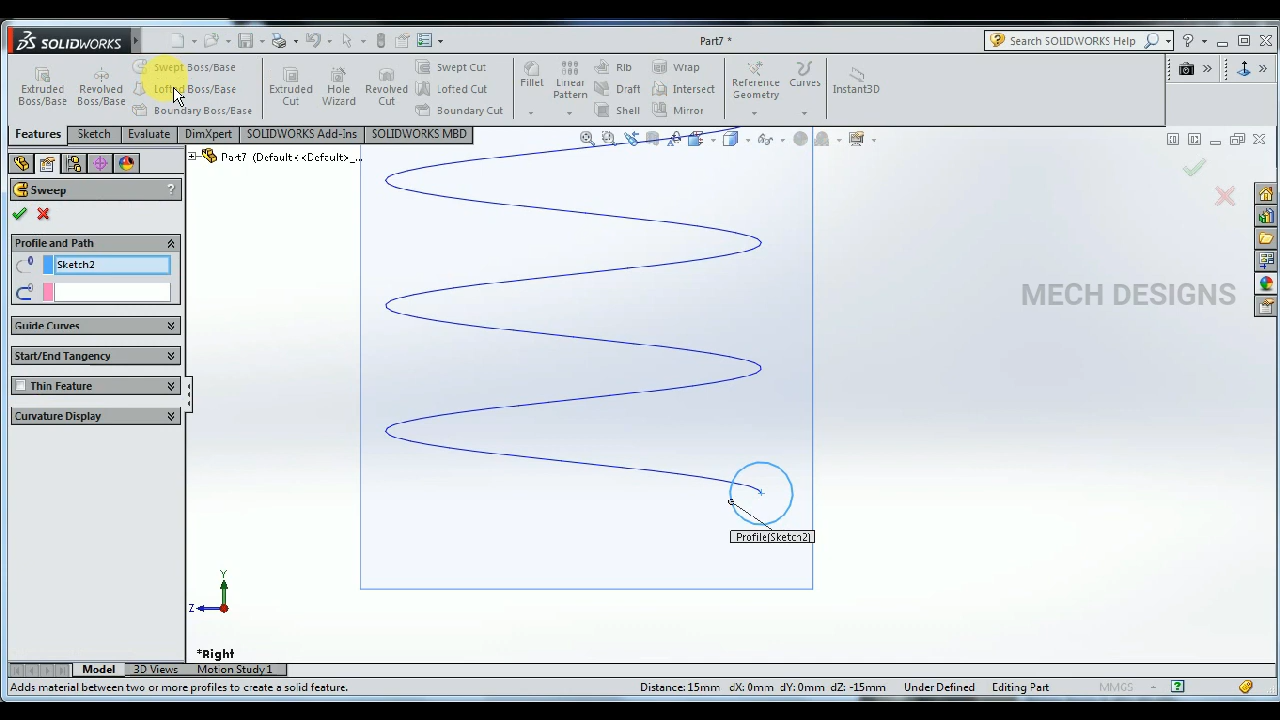 SOLIDWORKS
Part7 *
Search SOLIDWORKS Help
Extruded Boss/Base
Revolved Boss/Base
Swept Boss/Base
Lofted Boss/Base
Boundary Boss/Base
Extruded Cut
Hole Wizard
Revolved Cut
Swept Cut
Lofted Cut
Boundary Cut
Fillet
Linear Pattern
Rib
Draft
Shell
Wrap
Intersect
Mirror
Reference Geometry
Curves
Instant3D
Features
Sketch
Evaluate
DimXpert
SOLIDWORKS Add-Ins
SOLIDWORKS MBD
Part7 (Default<<Default>_...
Sweep
?
Profile and Path
Sketch2
Guide Curves
Start/End Tangency
Thin Feature
Curvature Display
MECH DESIGNS
Profile(Sketch2)
Y
Z
*Right
Model
3D Views
Motion Study1
Adds material between two or more profiles to create a solid feature.
Distance: 15mm dX: 0mm dY: 0mm dZ: -15mm
Under Defined
Editing Part
MMGS